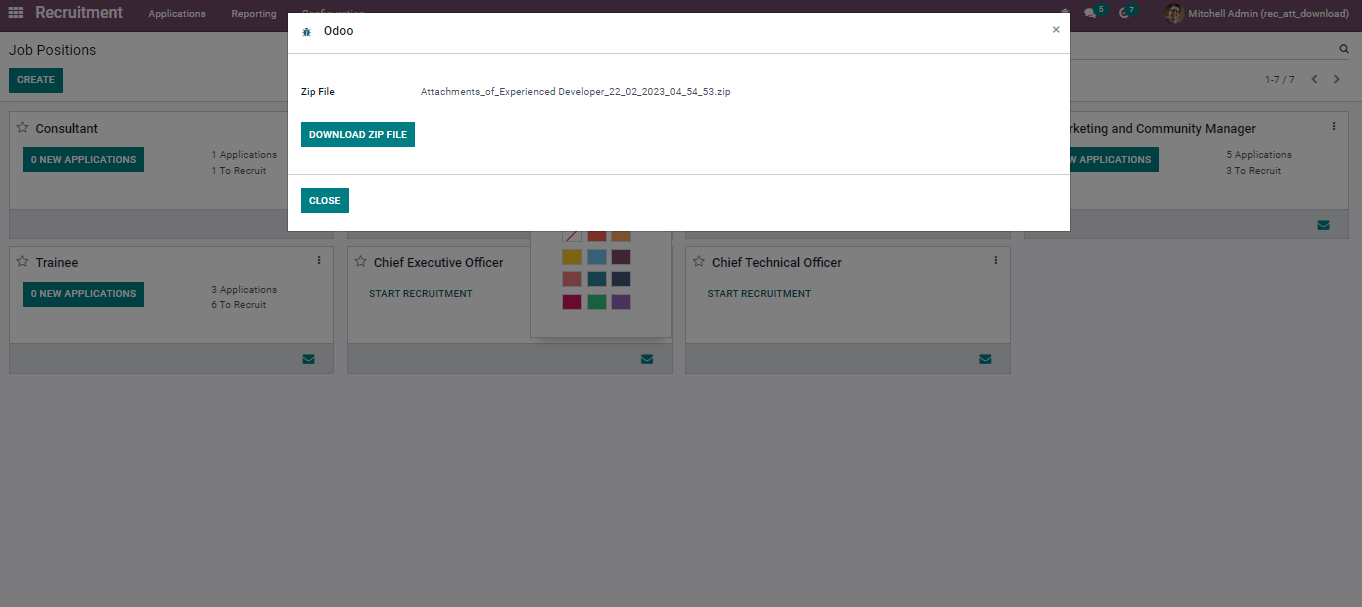 Recruitment Applications Reporting Configuration 5 7 Mitchell Admin (rec_att_download)
Odoo ×
Job Positions
CREATE
1-7 / 7
Zip File Attachments_of_Experienced Developer_22_02_2023_04_54_53.zip
DOWNLOAD ZIP FILE
CLOSE
Consultant
0 NEW APPLICATIONS
1 Applications
1 To Recruit
rketing and Community Manager
W APPLICATIONS
5 Applications
3 To Recruit
Trainee
0 NEW APPLICATIONS
3 Applications
6 To Recruit
Chief Executive Officer
START RECRUITMENT
Chief Technical Officer
START RECRUITMENT